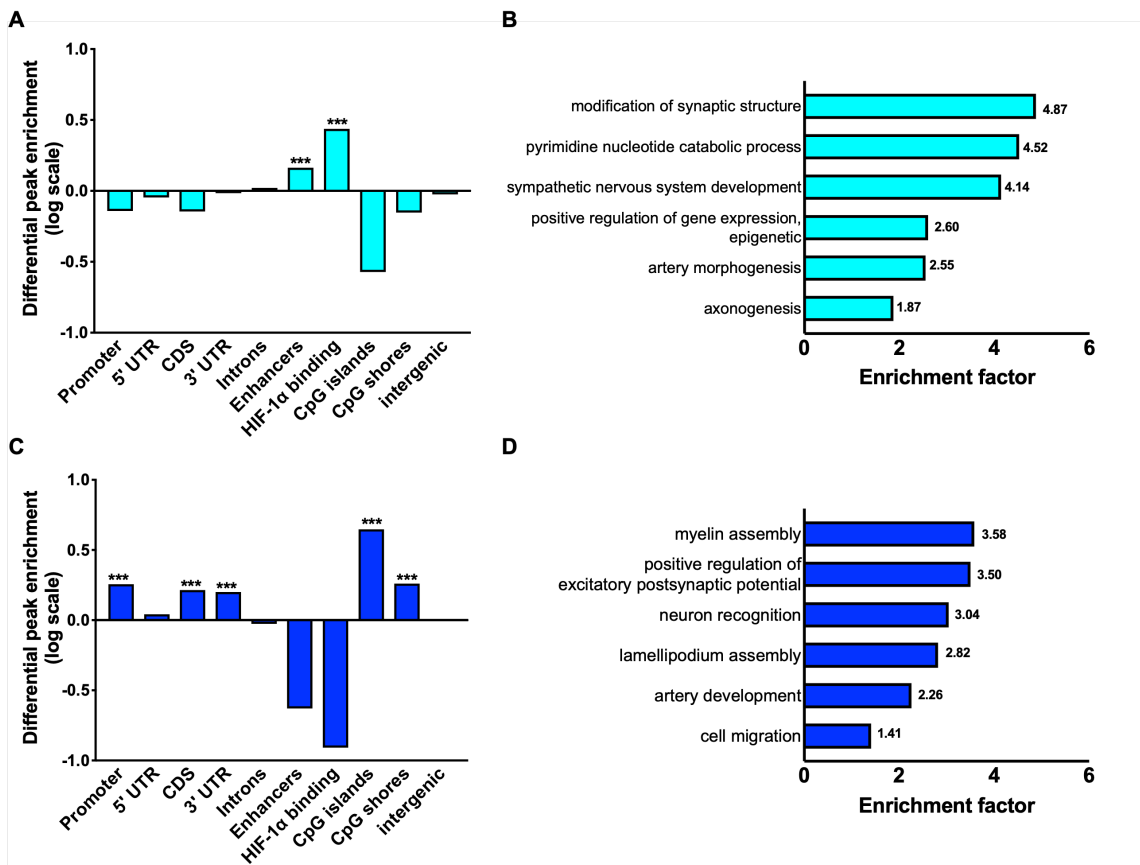 A
Differential peak enrichment
(log scale)
1.0
0.5
0.0
-0.5
-1.0
***
***
Promoter
5' UTR
CDS
3' UTR
Introns
Enhancers
HIF-1α binding
CpG islands
CpG shores
intergenic
B
modification of synaptic structure
4.87
pyrimidine nucleotide catabolic process
4.52
sympathetic nervous system development
4.14
positive regulation of gene expression,
epigenetic
2.60
artery morphogenesis
2.55
axonogenesis
1.87
0 2 4 6
Enrichment factor
C
Differential peak enrichment
(log scale)
1.0
0.5
0.0
-0.5
-1.0
***
***
***
***
***
Promoter
5' UTR
CDS
3' UTR
Introns
Enhancers
HIF-1α binding
CpG islands
CpG shores
intergenic
D
myelin assembly
3.58
positive regulation of
excitatory postsynaptic potential
3.50
neuron recognition
3.04
lamellipodium assembly
2.82
artery development
2.26
cell migration
1.41
0 2 4 6
Enrichment factor